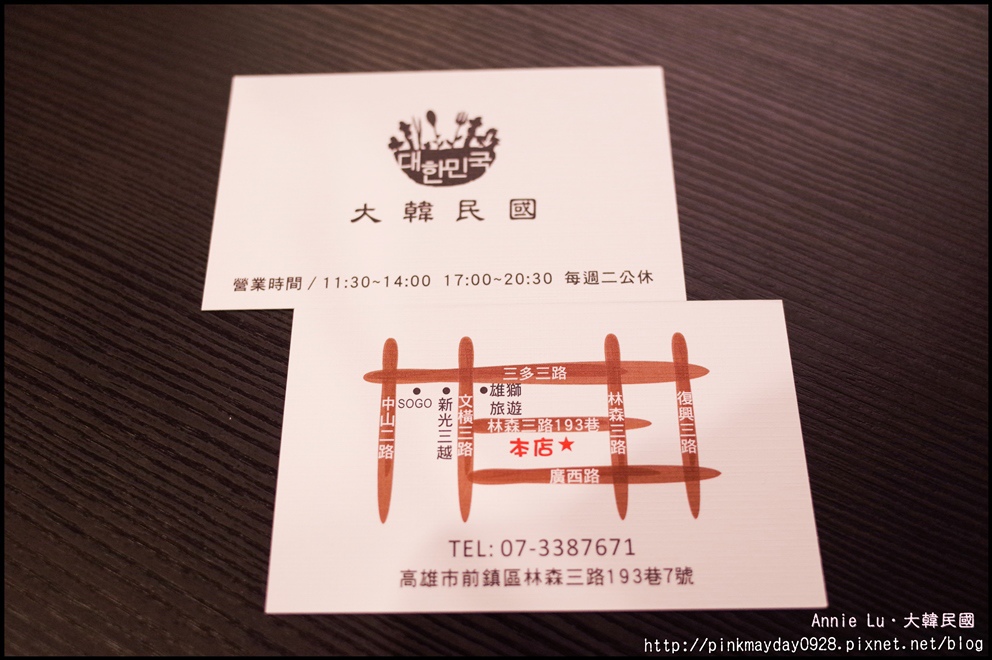 대한민국
大韓民國
營業時間 / 11:30~14:00 17:00~20:30 每週二公休
三多三路
中山二路
SOGO
新光三越
文橫三路
雄獅
旅遊
林森三路
復興三路
林森三路193巷
本店★
廣西路
TEL: 07-3387671
高雄市前鎮區林森三路193巷7號
Annie Lu·大韓民國
http://pinkmayday0928.pixnet.net/blog